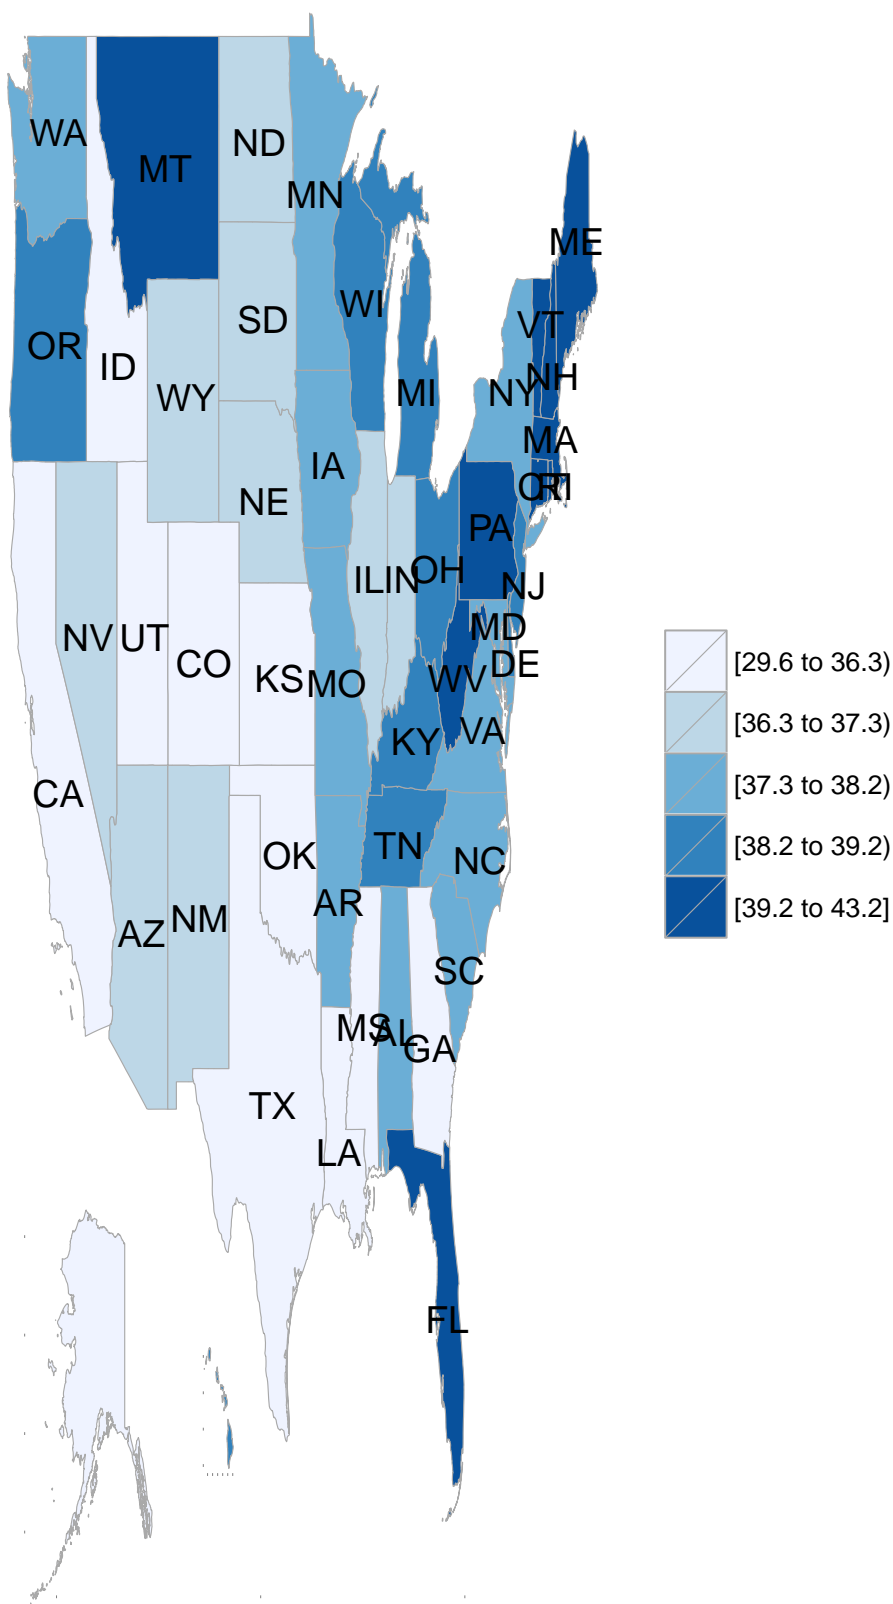 WA
MT
ND
MN
ME
OR
ID
SD
WI
VT
WY
MI
NY
NH
MA
IA
NE
CT
RI
PA
OH
IL
IN
NJ
NV
UT
CO
KS
MO
MD
DE
WV
VA
KY
CA
OK
TN
NC
AR
AZ
NM
SC
MS
AL
GA
TX
LA
FL
[29.6 to 36.3)
[36.3 to 37.3)
[37.3 to 38.2)
[38.2 to 39.2)
[39.2 to 43.2]